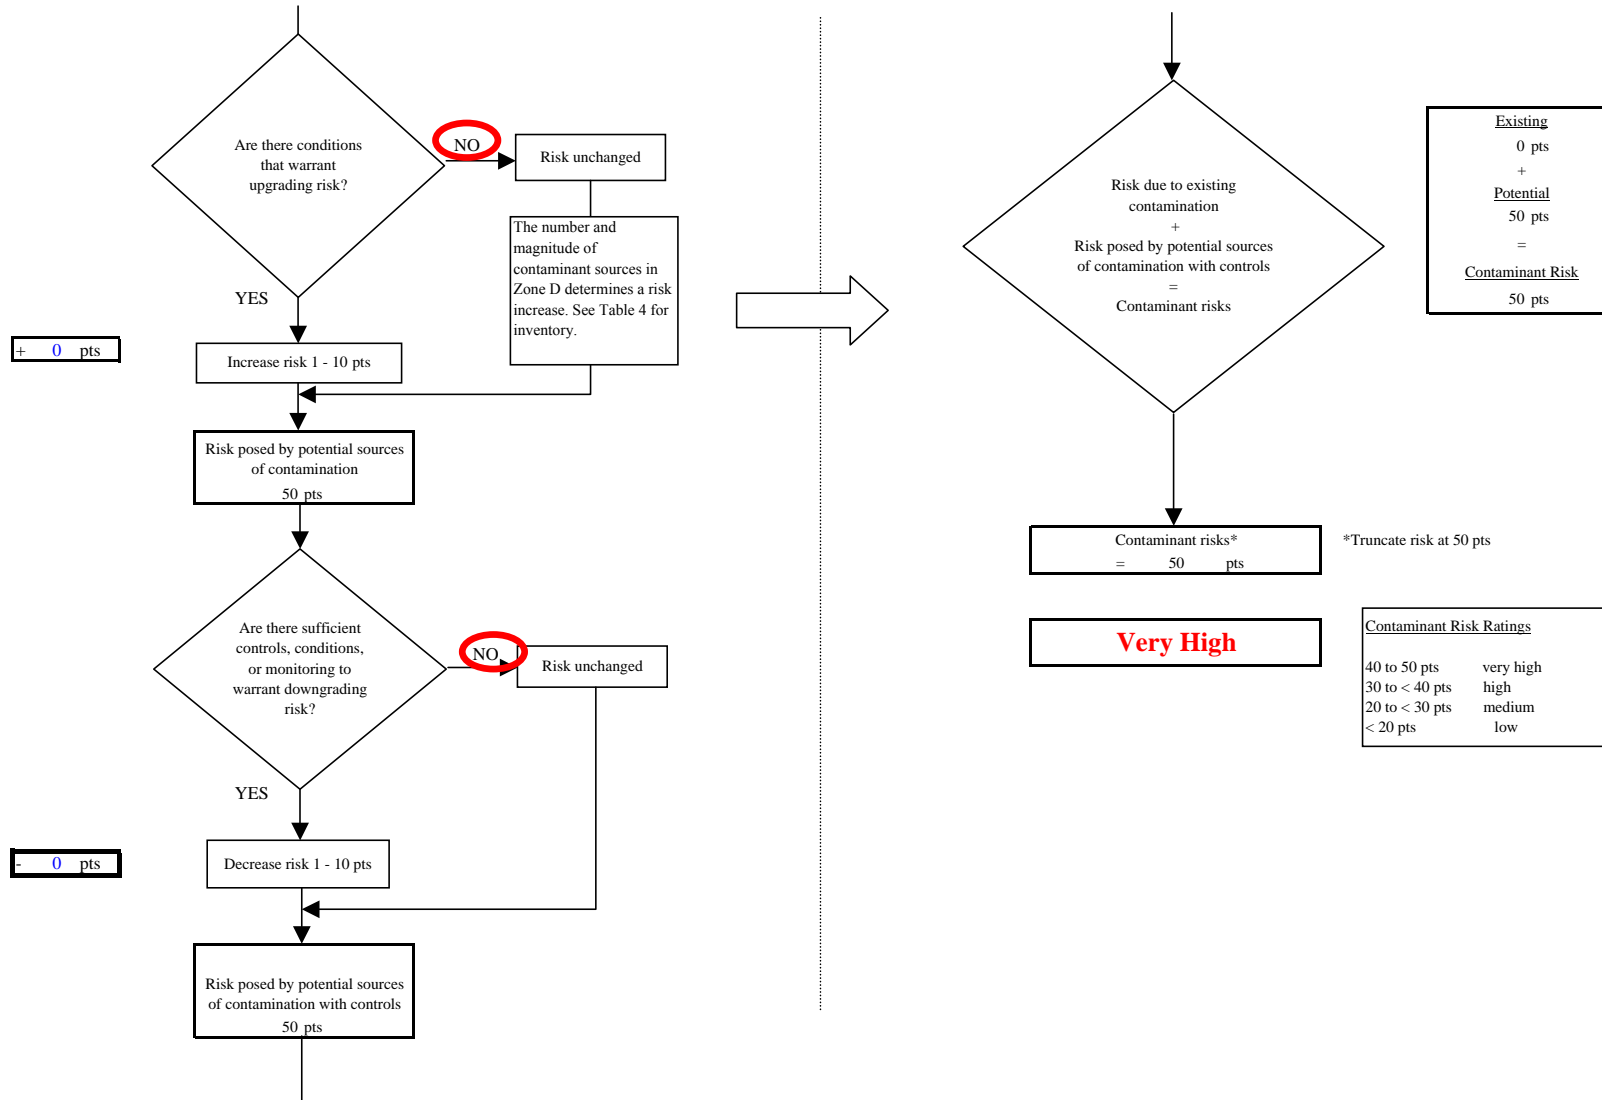 Are there conditions
that warrant
upgrading risk?
NO
Risk unchanged
The number and
magnitude of
contaminant sources in
Zone D determines a risk
increase. See Table 4 for
inventory.
YES
+ 0 pts
Increase risk 1 - 10 pts
Risk posed by potential sources
of contamination
50 pts
Are there sufficient
controls, conditions,
or monitoring to
warrant downgrading
risk?
NO
Risk unchanged
YES
- 0 pts
Decrease risk 1 - 10 pts
Risk posed by potential sources
of contamination with controls
50 pts
Risk due to existing
contamination
+
Risk posed by potential sources
of contamination with controls
=
Contaminant risks
Existing
0 pts
+
Potential
50 pts
=
Contaminant Risk
50 pts
Contaminant risks*
= 50 pts
*Truncate risk at 50 pts
Very High
Contaminant Risk Ratings
40 to 50 pts very high
30 to < 40 pts high
20 to < 30 pts medium
< 20 pts low